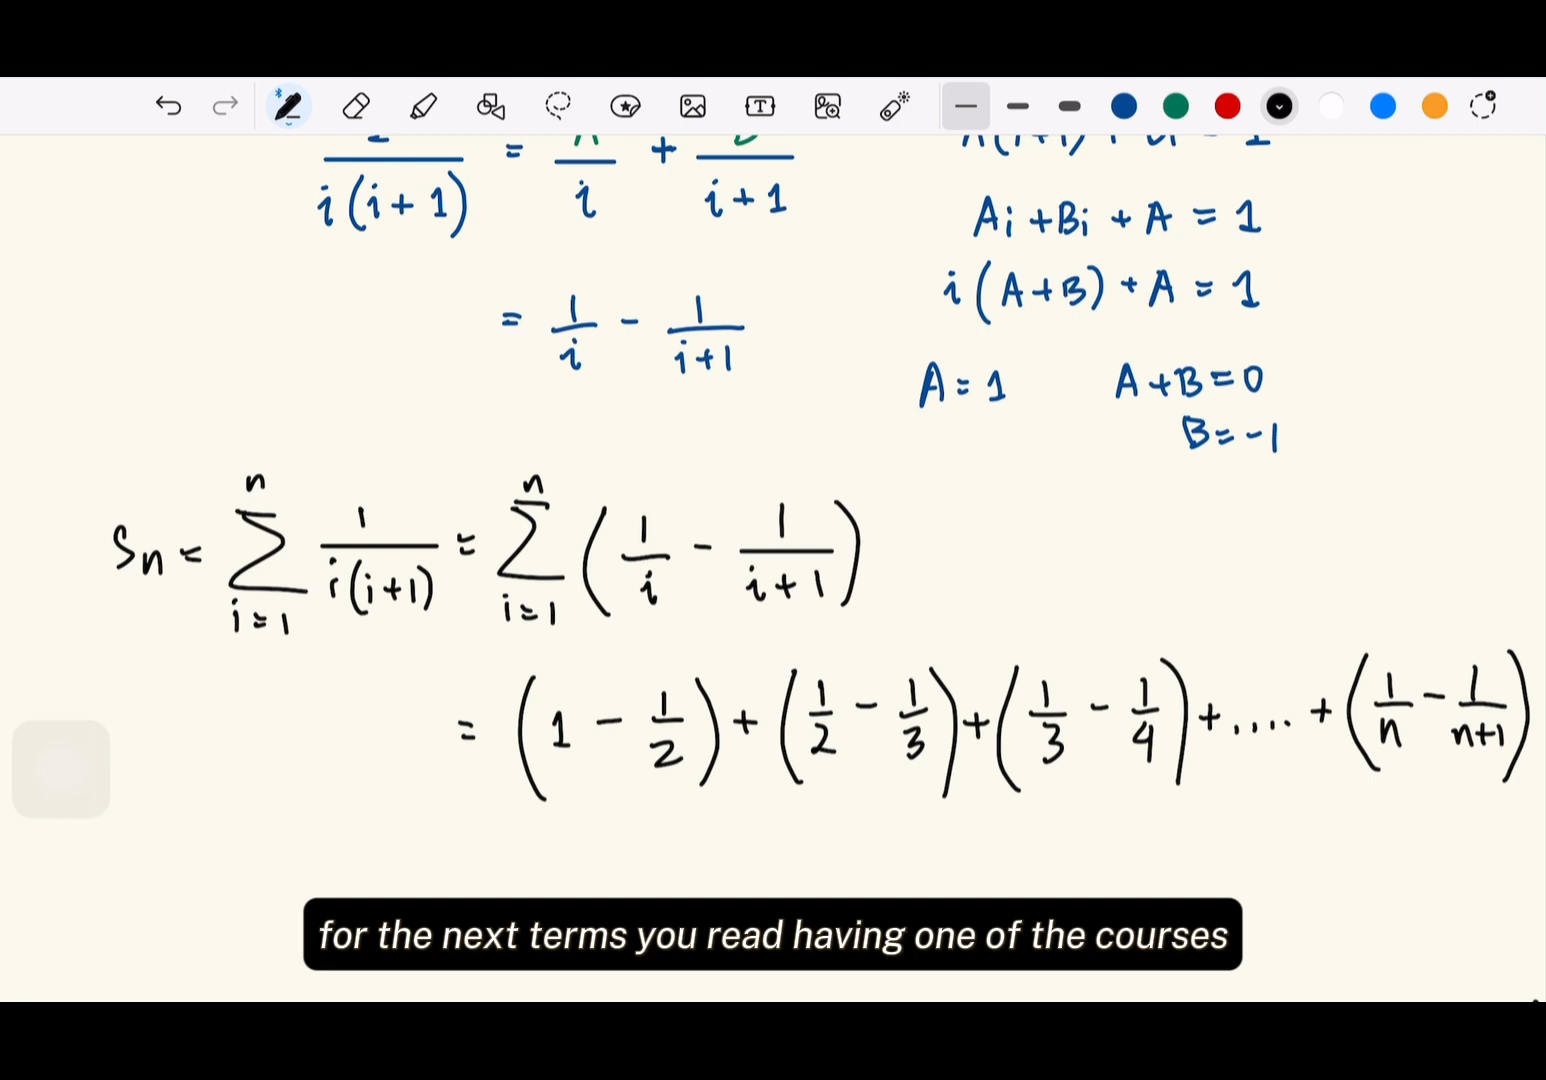 i(i+1) = i + i+1
Ai + Bi + A = 1
i(A+B) + A = 1
= 1/i - 1/i+1
A = 1 A+B=0
B=-1
Sn = n∑i=1 1/i(i+1) = n∑i=1 (1/i - 1/i+1)
= (1 - 1/2) + (1/2 - 1/3) + (1/3 - 1/4) + .... + (1/n - 1/n+1)
for the next terms you read having one of the courses